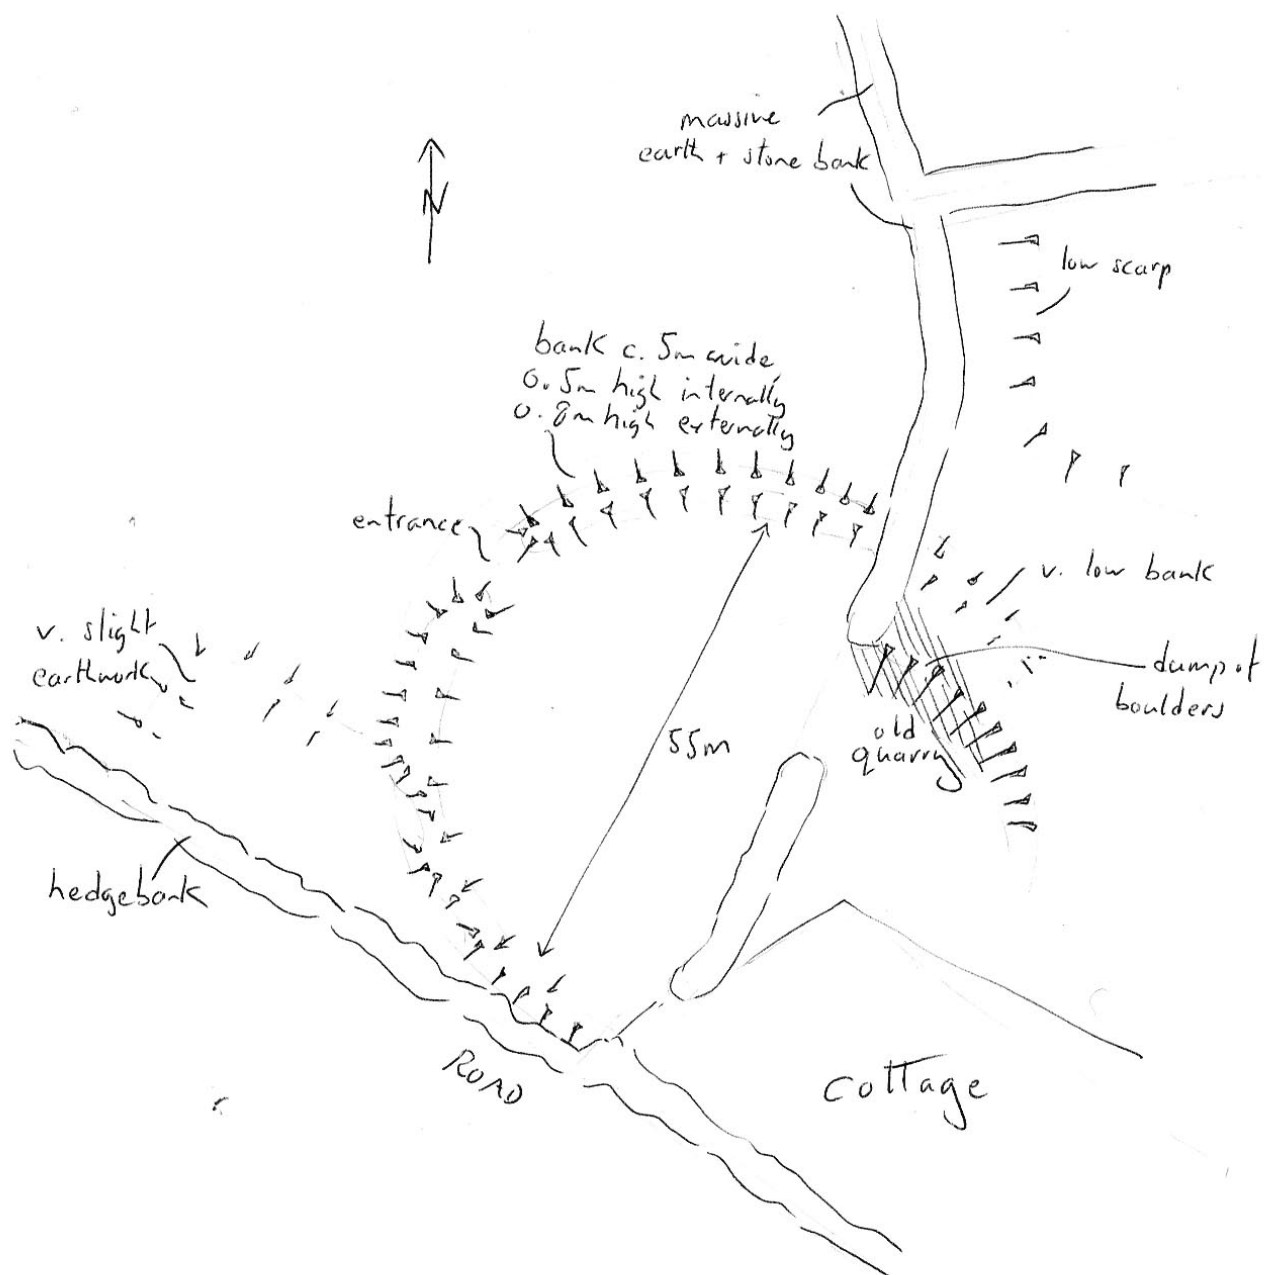 massive
earth + stone bank
N
low scarp
bank c. 5m wide
0.5m high internally
0.8m high externally
entrance
v. low bank
v. slight
earthwork
dump of
boulders
old
quarry
55m
hedgebank
ROAD
Cottage